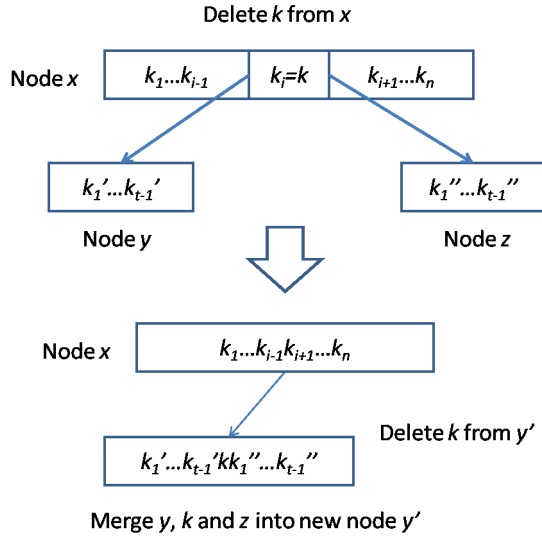 Delete k from x
Node x
k₁...kᵢ₋₁ kᵢ=k kᵢ₊₁...kₙ
k₁'...kₜ₋₁' k₁''...kₜ₋₁''
Node y Node z
Node x
k₁...kᵢ₋₁kᵢ₊₁...kₙ
Delete k from y'
k₁'...kₜ₋₁'kk₁''...kₜ₋₁''
Merge y, k and z into new node y'